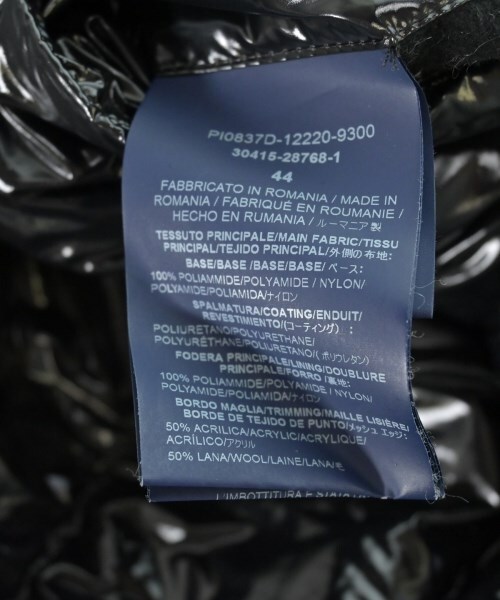 PI0837D-12220-9300
30415-28768-1
44
FABBRICATO IN ROMANIA / MADE IN
ROMANIA / FABRIQUÉ EN ROUMANIE /
HECHO EN RUMANIA / ルーマニア 製
TESSUTO PRINCIPALE/MAIN FABRIC/TISSU
PRINCIPAL/TEJIDO PRINCIPAL/外側の布地:
BASE/BASE /BASE/BASE/ ベース:
100% POLIAMMIDE/POLYAMIDE / NYLON/
POLYAMIDE/POLIAMIDA/ナイロン
SPALMATURA/COATING/ENDUIT/
REVESTIMIENTO/(コーティング) :
POLIURETANO/POLYURETHANE/
POLYURÉTHANE/POLIURETANO/( ポリウレタン)
FODERA PRINCIPALE/LINING/DOUBLURE
PRINCIPALE/FORRO /裏地:
100% POLIAMMIDE/POLYAMIDE / NYLON/
POLYAMIDE/POLIAMIDA/ナイロン
BORDO MAGLIA/TRIMMING/MAILLE LISIÈRE/
BORDE DE TEJIDO DE PUNTO/メッシュ エッジ:
50% ACRILICA/ACRYLIC/ACRYLIQUE/
ACRÍLICO/アクリル
50% LANA/WOOL/LAINE/LANA/毛
L'IMBOTTITURA E